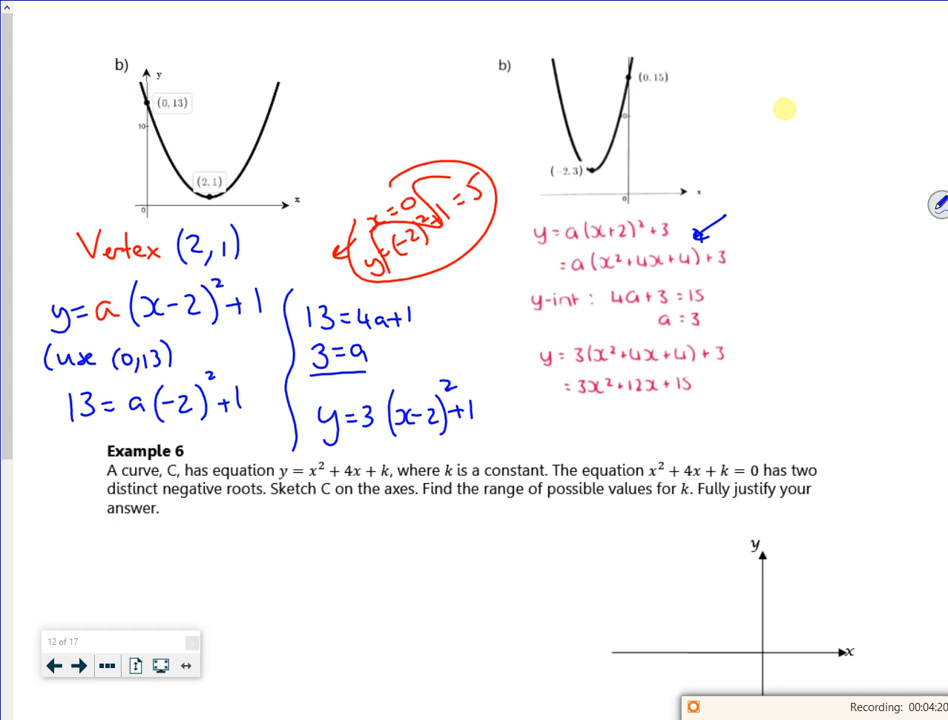 b)
y
(0, 13)
10
(2, 1)
x
0
Vertex (2, 1)
y = a (x - 2)² + 1
(use (0, 13)
13 = a (-2)² + 1
13 = 4a + 1
3 = a
y = 3 (x - 2)² + 1
x = 0
y = (-2)² + 1 = 5
b)
(0, 15)
(-2, 3)
x
0
y = a (x + 2)² + 3
= a (x² + 4x + 4) + 3
y-int : 4a + 3 = 15
a = 3
y = 3(x² + 4x + 4) + 3
= 3x² + 12x + 15
Example 6
A curve, C, has equation y = x² + 4x + k, where k is a constant. The equation x² + 4x + k = 0 has two
distinct negative roots. Sketch C on the axes. Find the range of possible values for k. Fully justify your
answer.
y
x
12 of 17
Recording: 00:04:20